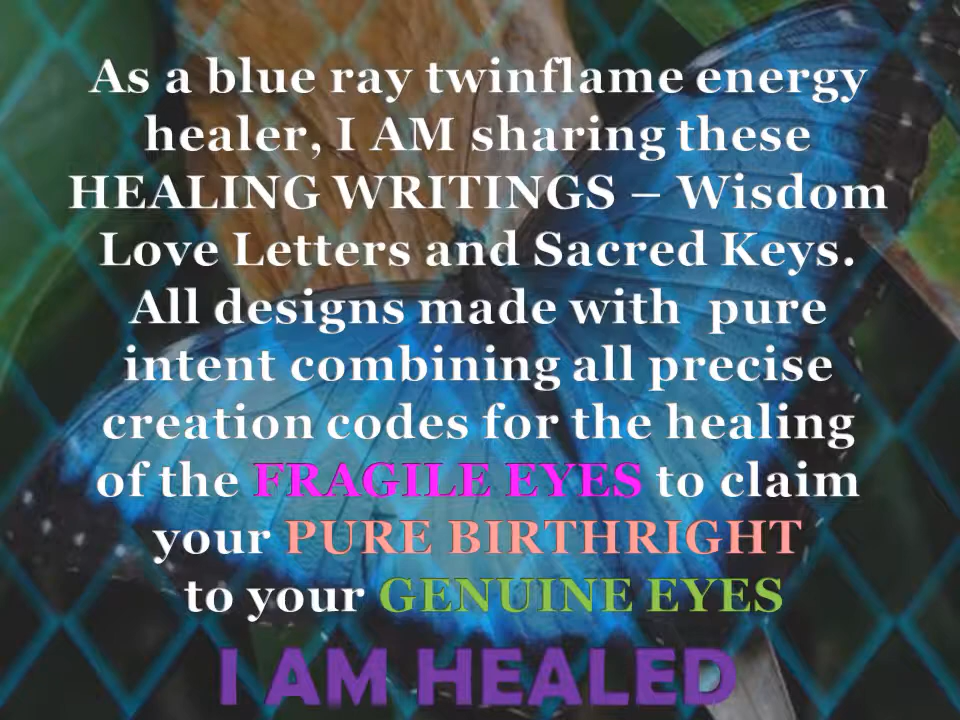 As a blue ray twinflame energy
healer, I AM sharing these
HEALING WRITINGS – Wisdom
Love Letters and Sacred Keys.
All designs made with pure
intent combining all precise
creation codes for the healing
of the FRAGILE EYES to claim
your PURE BIRTHRIGHT
to your GENUINE EYES
I AM HEALED